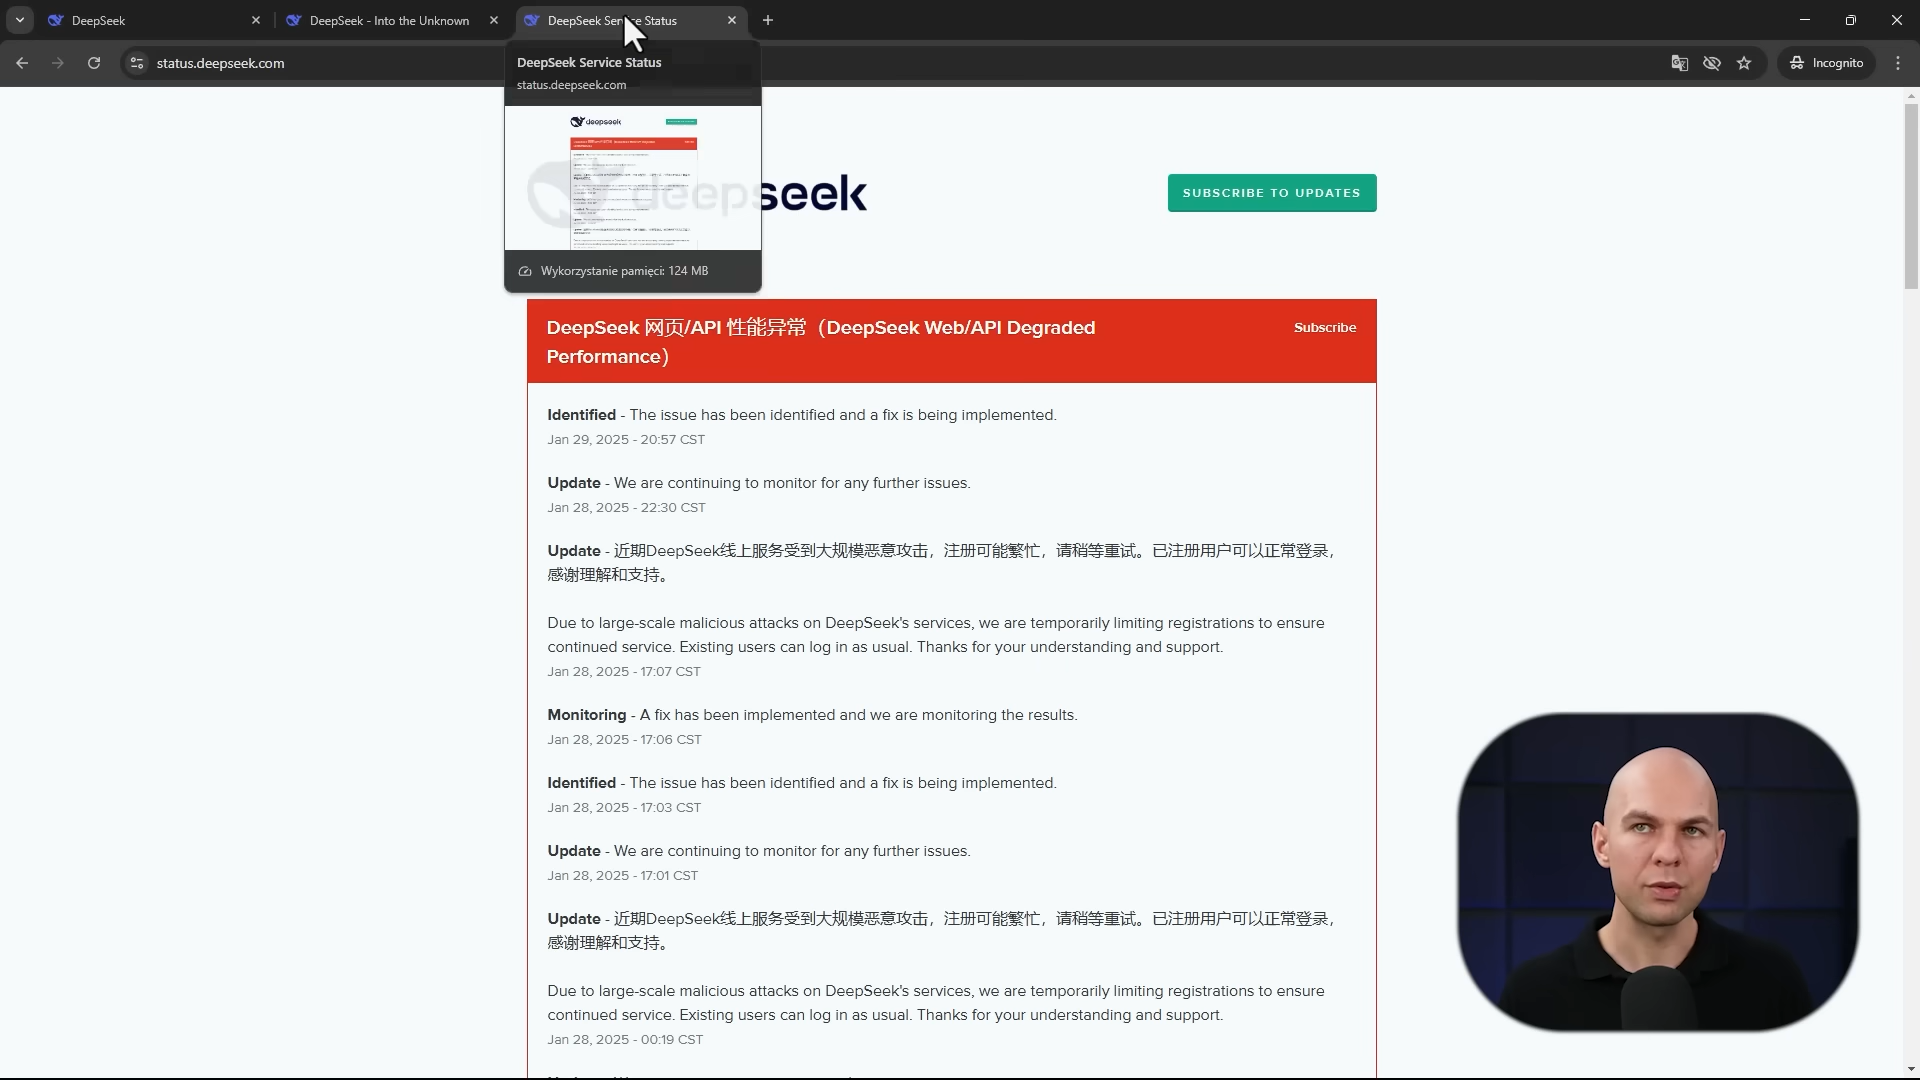 DeepSeek
DeepSeek - Into the Unknown
DeepSeek Service Status
status.deepseek.com
Incognito
DeepSeek Service Status
status.deepseek.com
deepseek
deepseek
SUBSCRIBE TO UPDATES
Wykorzystanie pamięci: 124 MB
DeepSeek 网页/API 性能异常（DeepSeek Web/API Degraded
Performance）
Subscribe
Identified - The issue has been identified and a fix is being implemented.
Jan 29, 2025 - 20:57 CST
Update - We are continuing to monitor for any further issues.
Jan 28, 2025 - 22:30 CST
Update - 近期DeepSeek线上服务受到大规模恶意攻击，注册可能繁忙，请稍等重试。已注册用户可以正常登录，
感谢理解和支持。
Due to large-scale malicious attacks on DeepSeek's services, we are temporarily limiting registrations to ensure
continued service. Existing users can log in as usual. Thanks for your understanding and support.
Jan 28, 2025 - 17:07 CST
Monitoring - A fix has been implemented and we are monitoring the results.
Jan 28, 2025 - 17:06 CST
Identified - The issue has been identified and a fix is being implemented.
Jan 28, 2025 - 17:03 CST
Update - We are continuing to monitor for any further issues.
Jan 28, 2025 - 17:01 CST
Update - 近期DeepSeek线上服务受到大规模恶意攻击，注册可能繁忙，请稍等重试。已注册用户可以正常登录，
感谢理解和支持。
Due to large-scale malicious attacks on DeepSeek's services, we are temporarily limiting registrations to ensure
continued service. Existing users can log in as usual. Thanks for your understanding and support.
Jan 28, 2025 - 00:19 CST